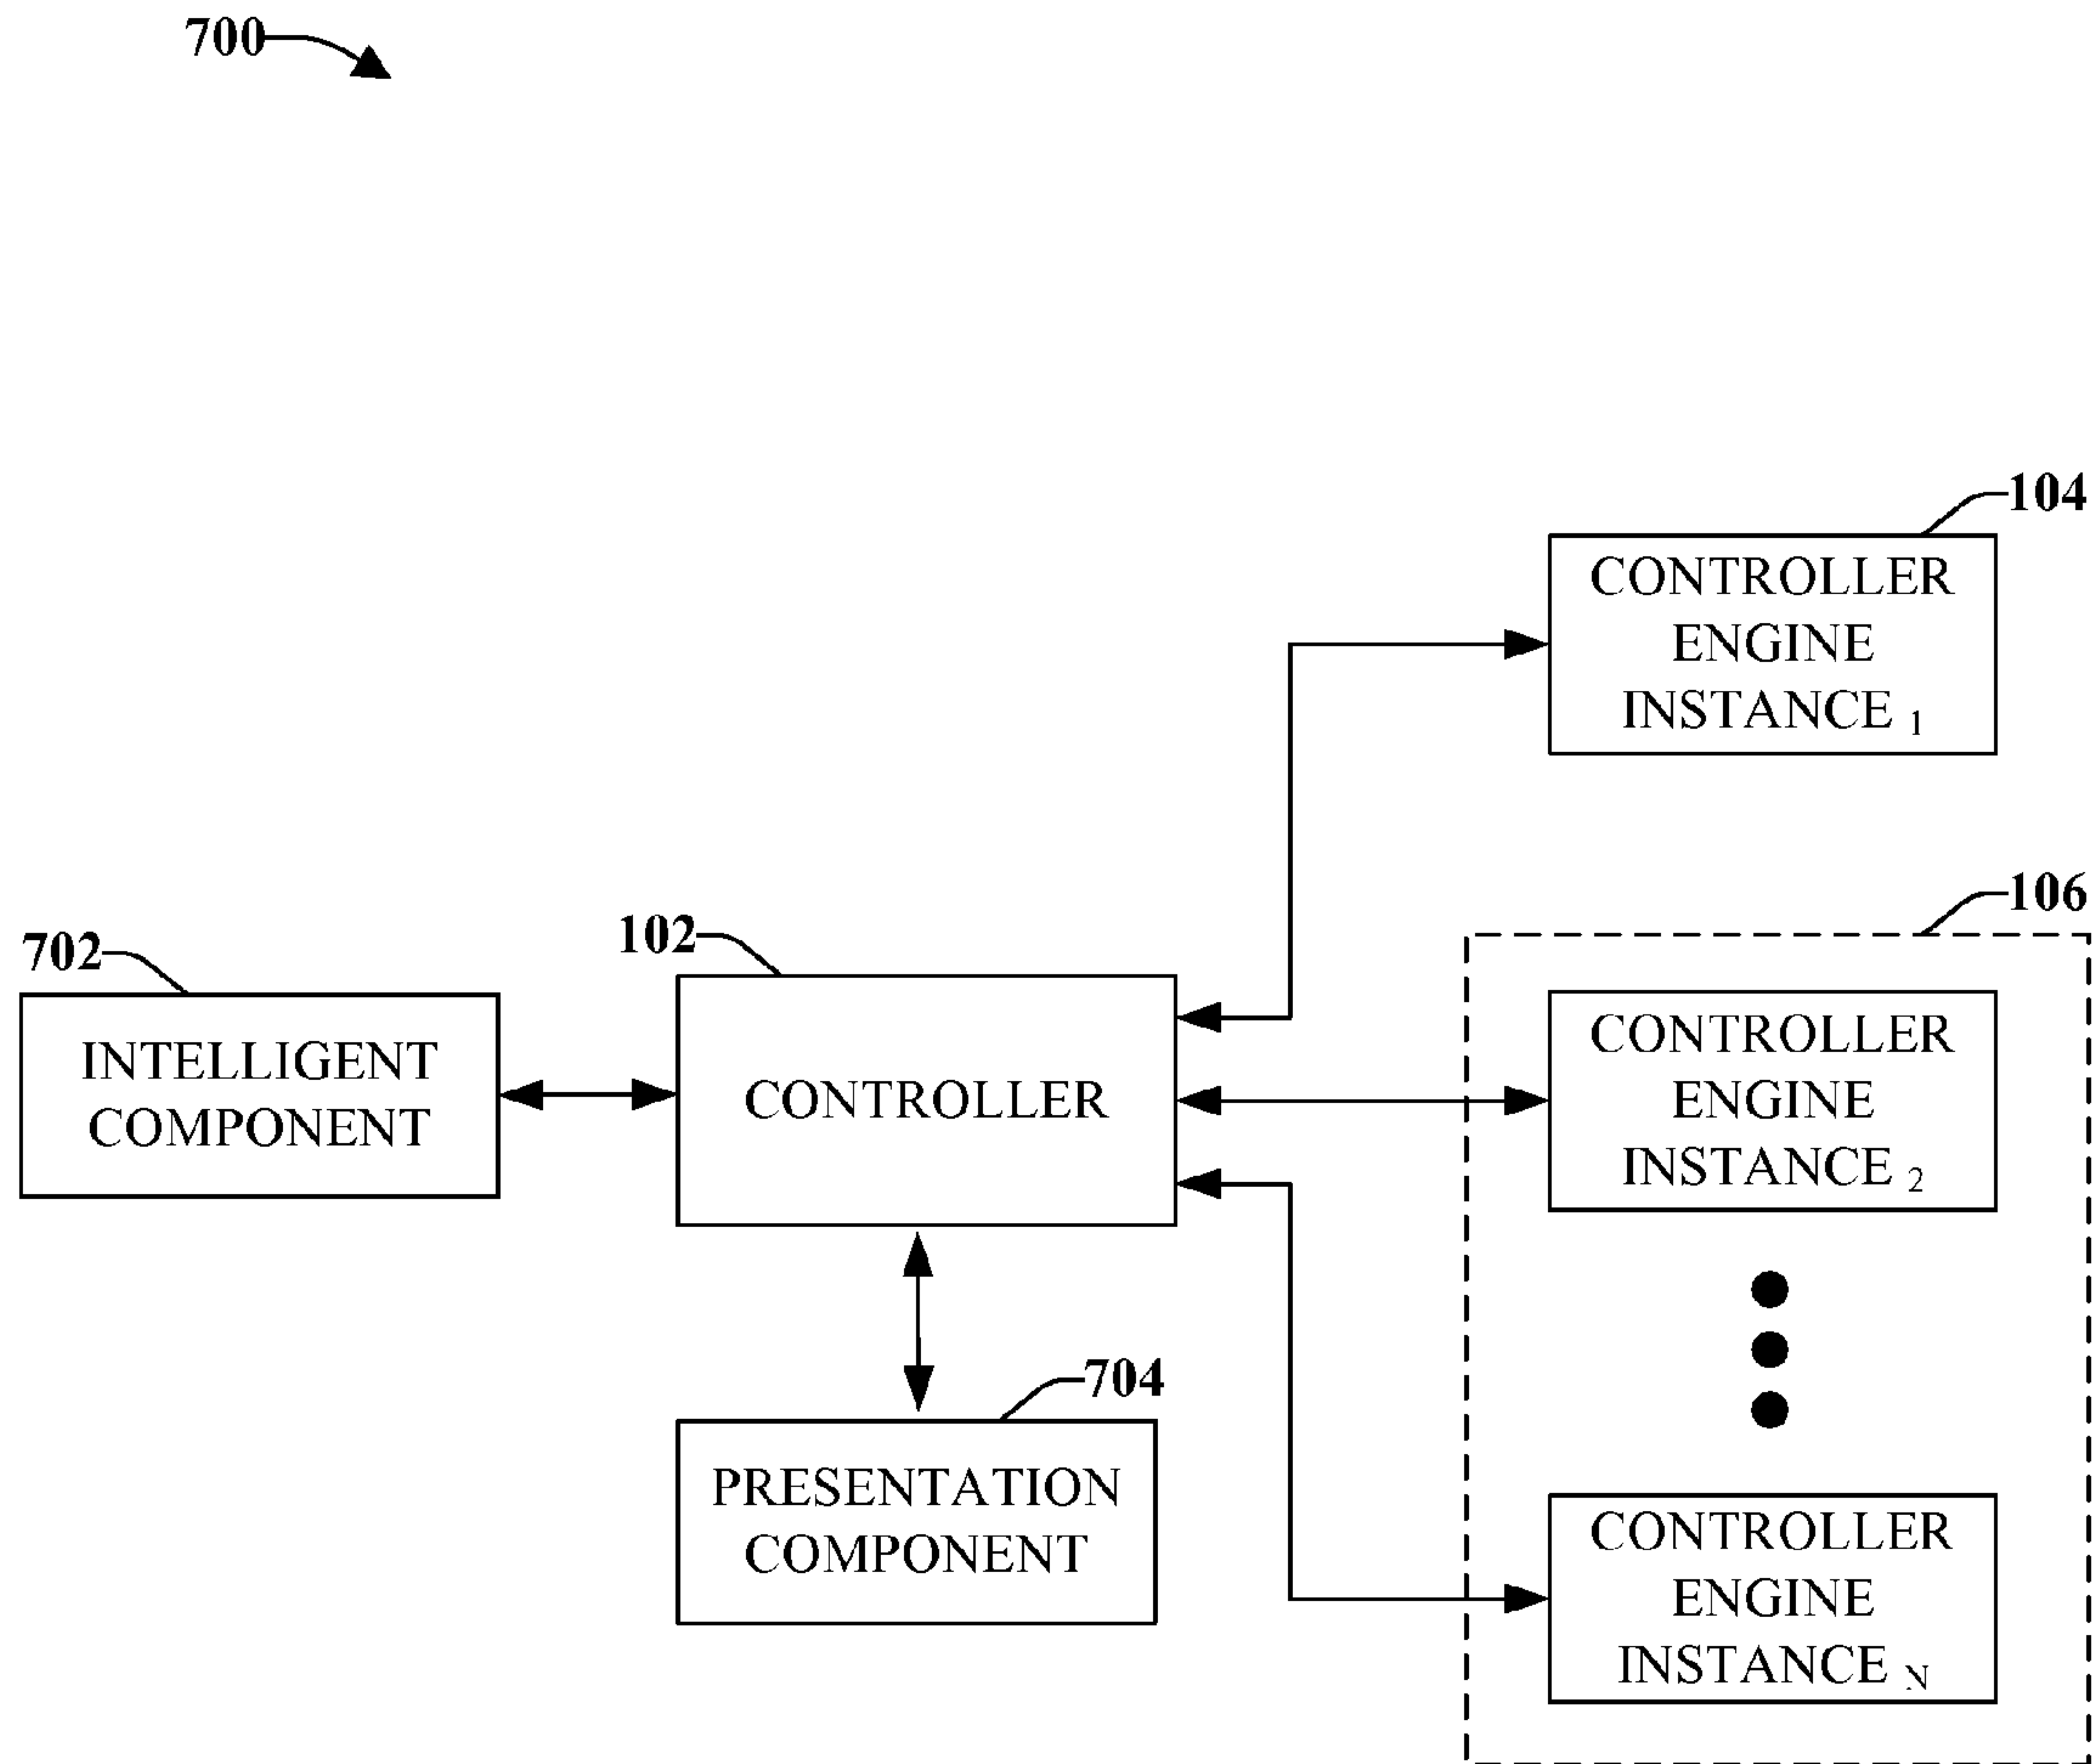 700
104
CONTROLLER
ENGINE
INSTANCE 1
106
702
102
INTELLIGENT
COMPONENT
CONTROLLER
CONTROLLER
ENGINE
INSTANCE 2
704
PRESENTATION
COMPONENT
CONTROLLER
ENGINE
INSTANCE N